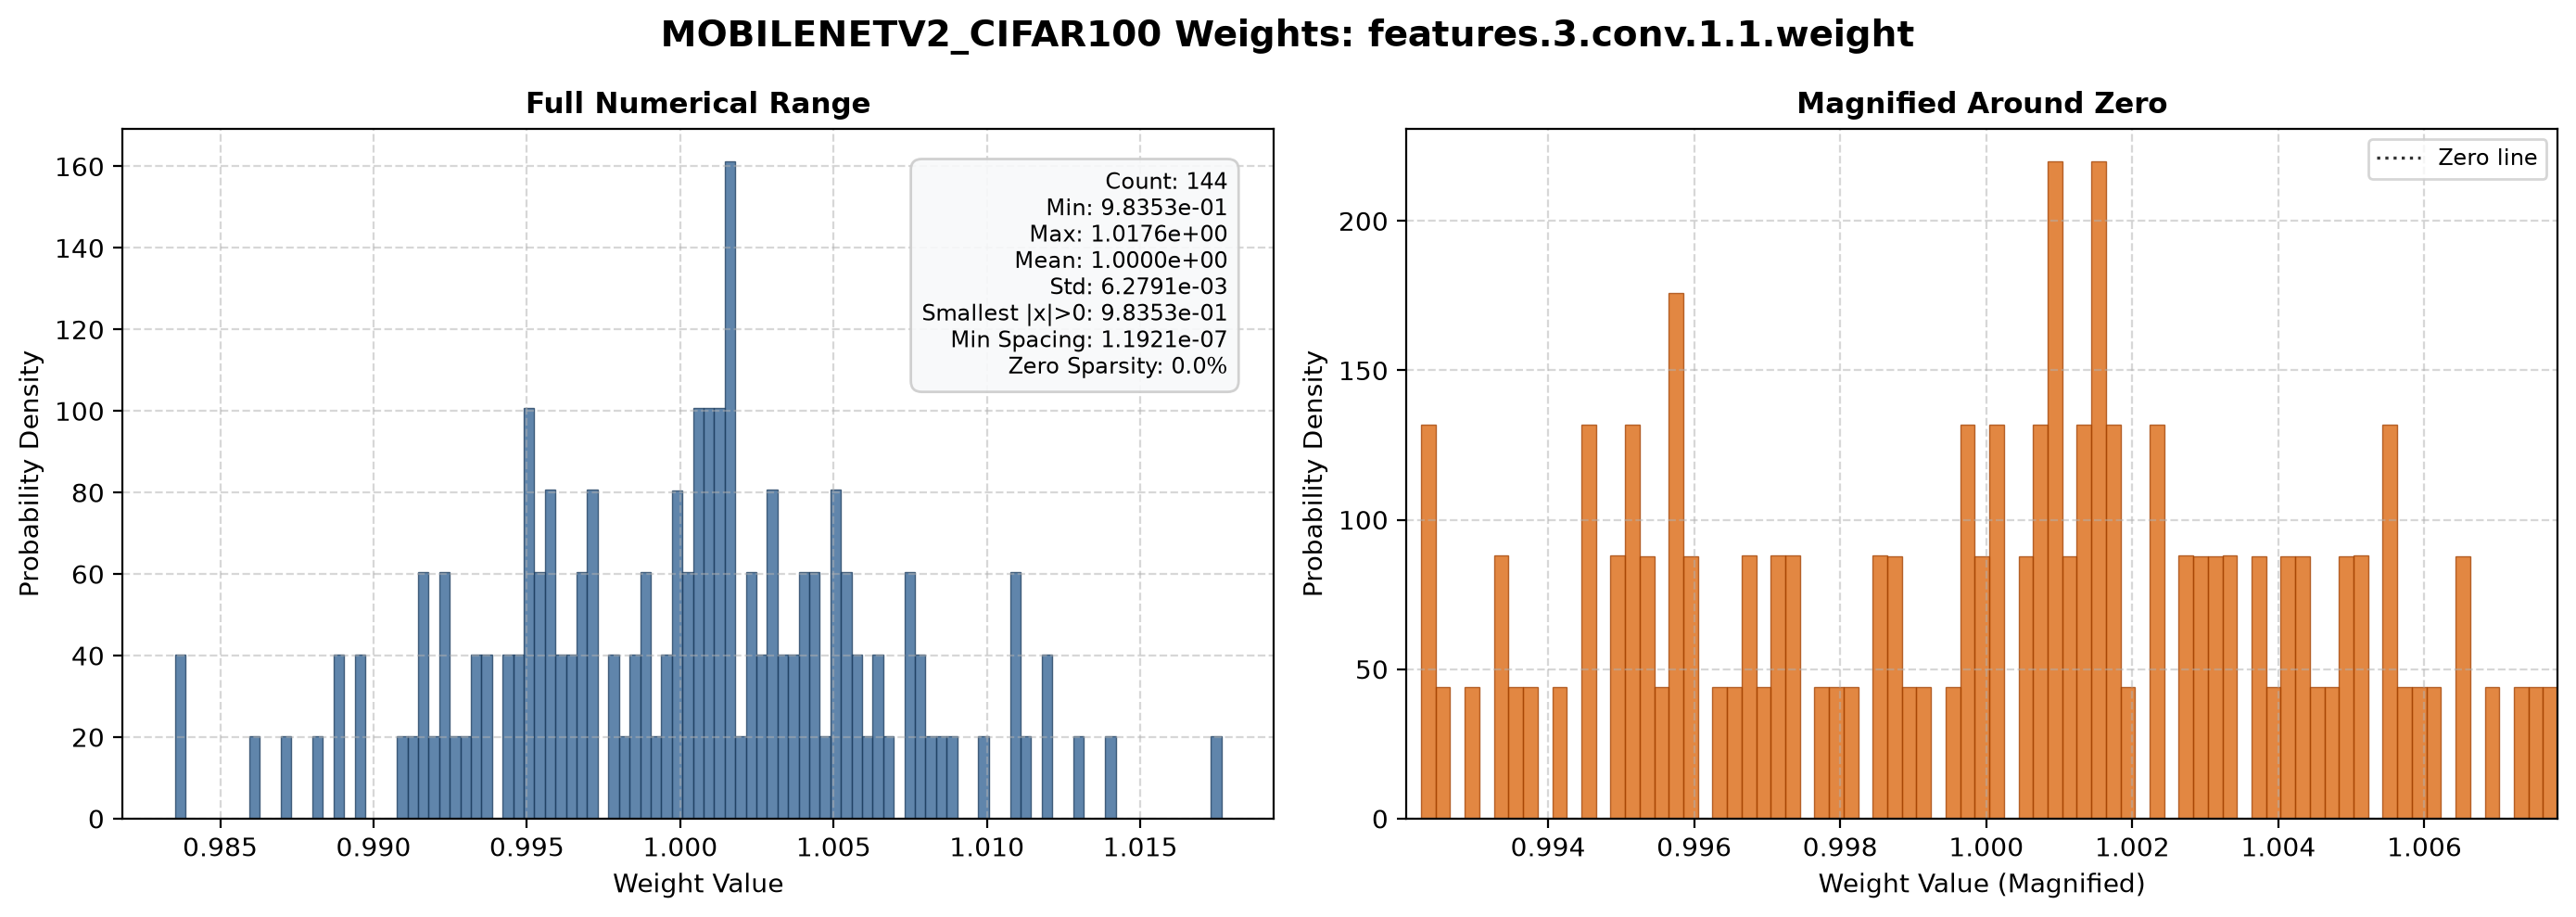 MOBILENETV2_CIFAR100 Weights: features.3.conv.1.1.weight
Full Numerical Range
Probability Density
160
140
120
100
80
60
40
20
0
Count: 144
Min: 9.8353e-01
Max: 1.0176e+00
Mean: 1.0000e+00
Std: 6.2791e-03
Smallest |x|>0: 9.8353e-01
Min Spacing: 1.1921e-07
Zero Sparsity: 0.0%
0.985 0.990 0.995 1.000 1.005 1.010 1.015
Weight Value
Magnified Around Zero
Probability Density
200
150
100
50
0
Zero line
0.994 0.996 0.998 1.000 1.002 1.004 1.006
Weight Value (Magnified)